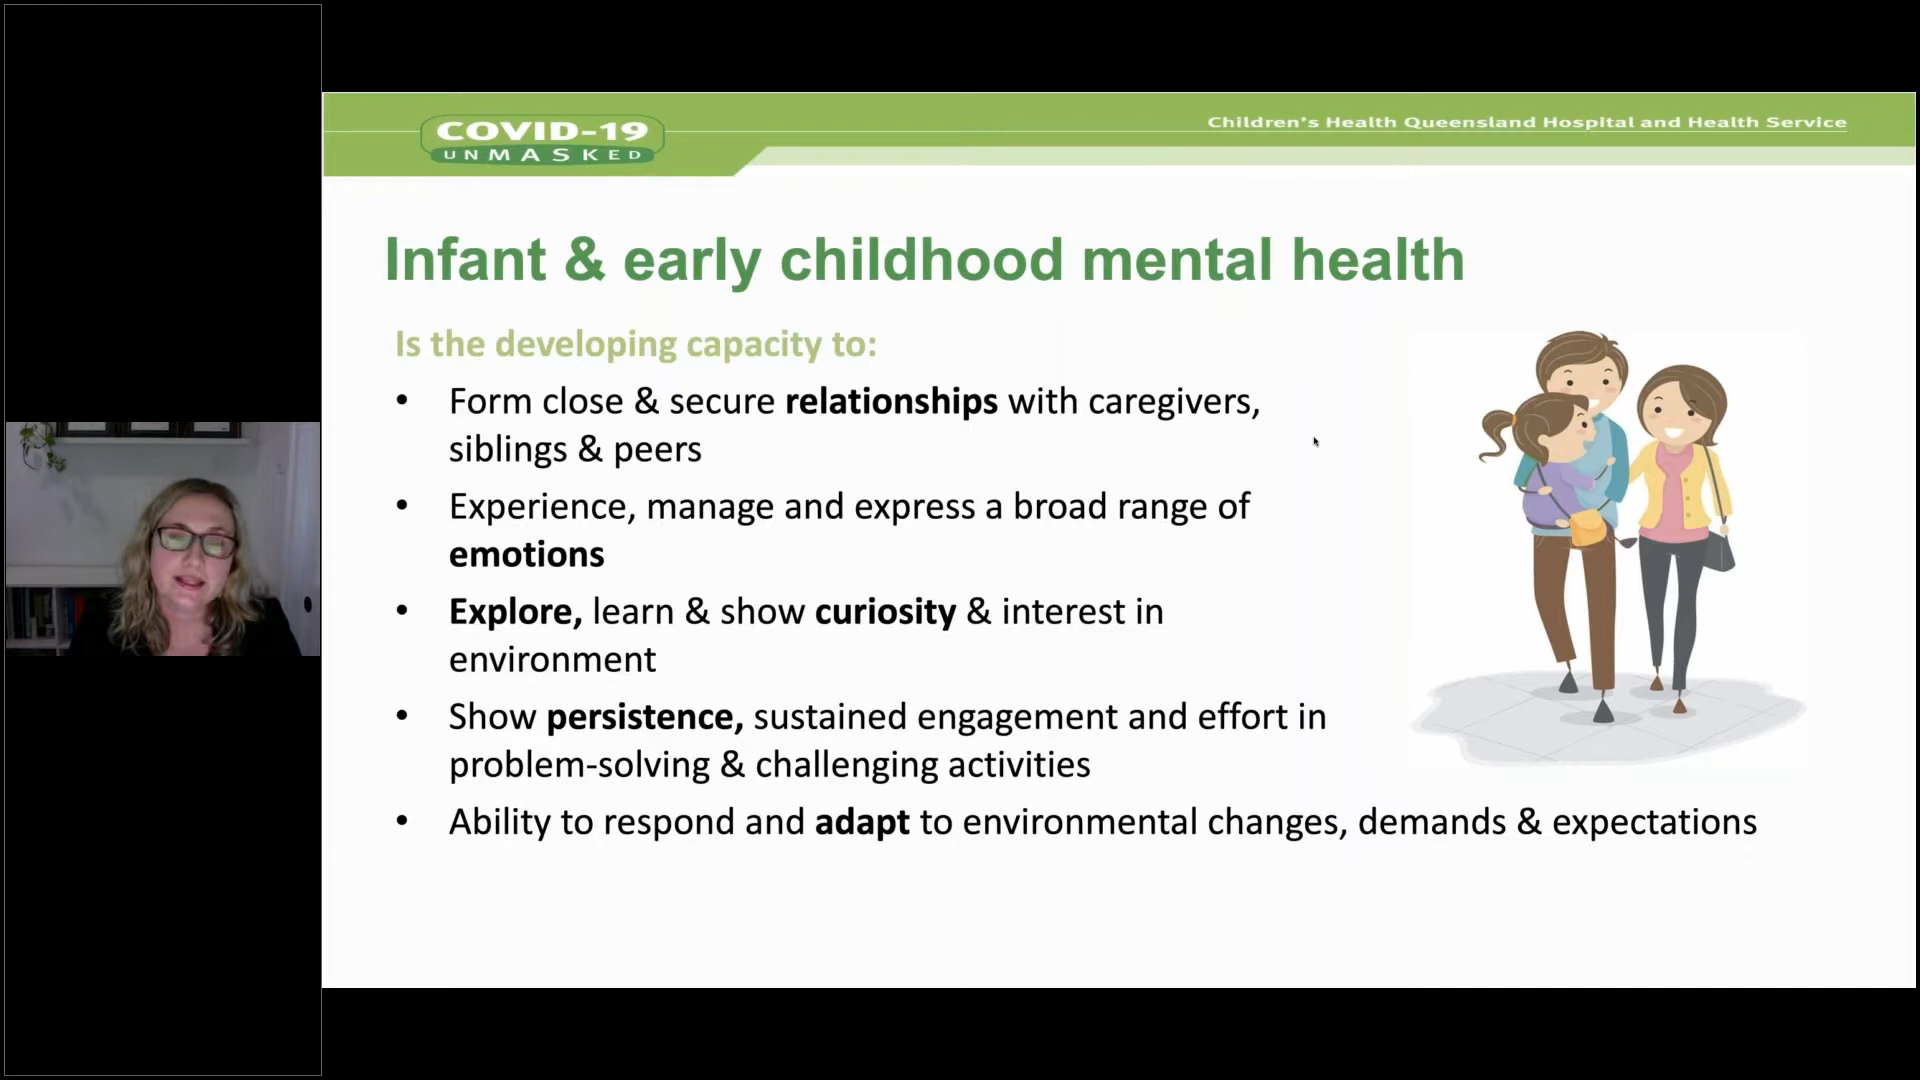 COVID-19
UNMASKED
Children's Health Queensland Hospital and Health Service
Infant & early childhood mental health
Is the developing capacity to:
• Form close & secure relationships with caregivers,
siblings & peers
• Experience, manage and express a broad range of
emotions
• Explore, learn & show curiosity & interest in
environment
• Show persistence, sustained engagement and effort in
problem-solving & challenging activities
• Ability to respond and adapt to environmental changes, demands & expectations